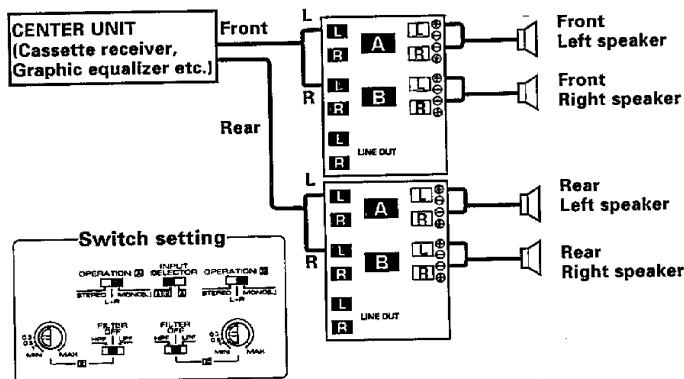 CENTER UNIT
(Cassette receiver,
Graphic equalizer etc.)
Front
Rear
L
R
L
R
A
L
R
L
R
B
L
R
L
R
LINE OUT
Front
Left speaker
Front
Right speaker
L
R
L
R
A
L
R
L
R
B
L
R
L
R
LINE OUT
Rear
Left speaker
Rear
Right speaker
Switch setting
OPERATION A
INPUT
SELECTOR
OPERATION B
STEREO MONO(L)
L+R
STEREO MONO(L)
L+R
FILTER
OFF
HPF LPF
FILTER
OFF
HPF LPF
MIN MAX
MIN MAX